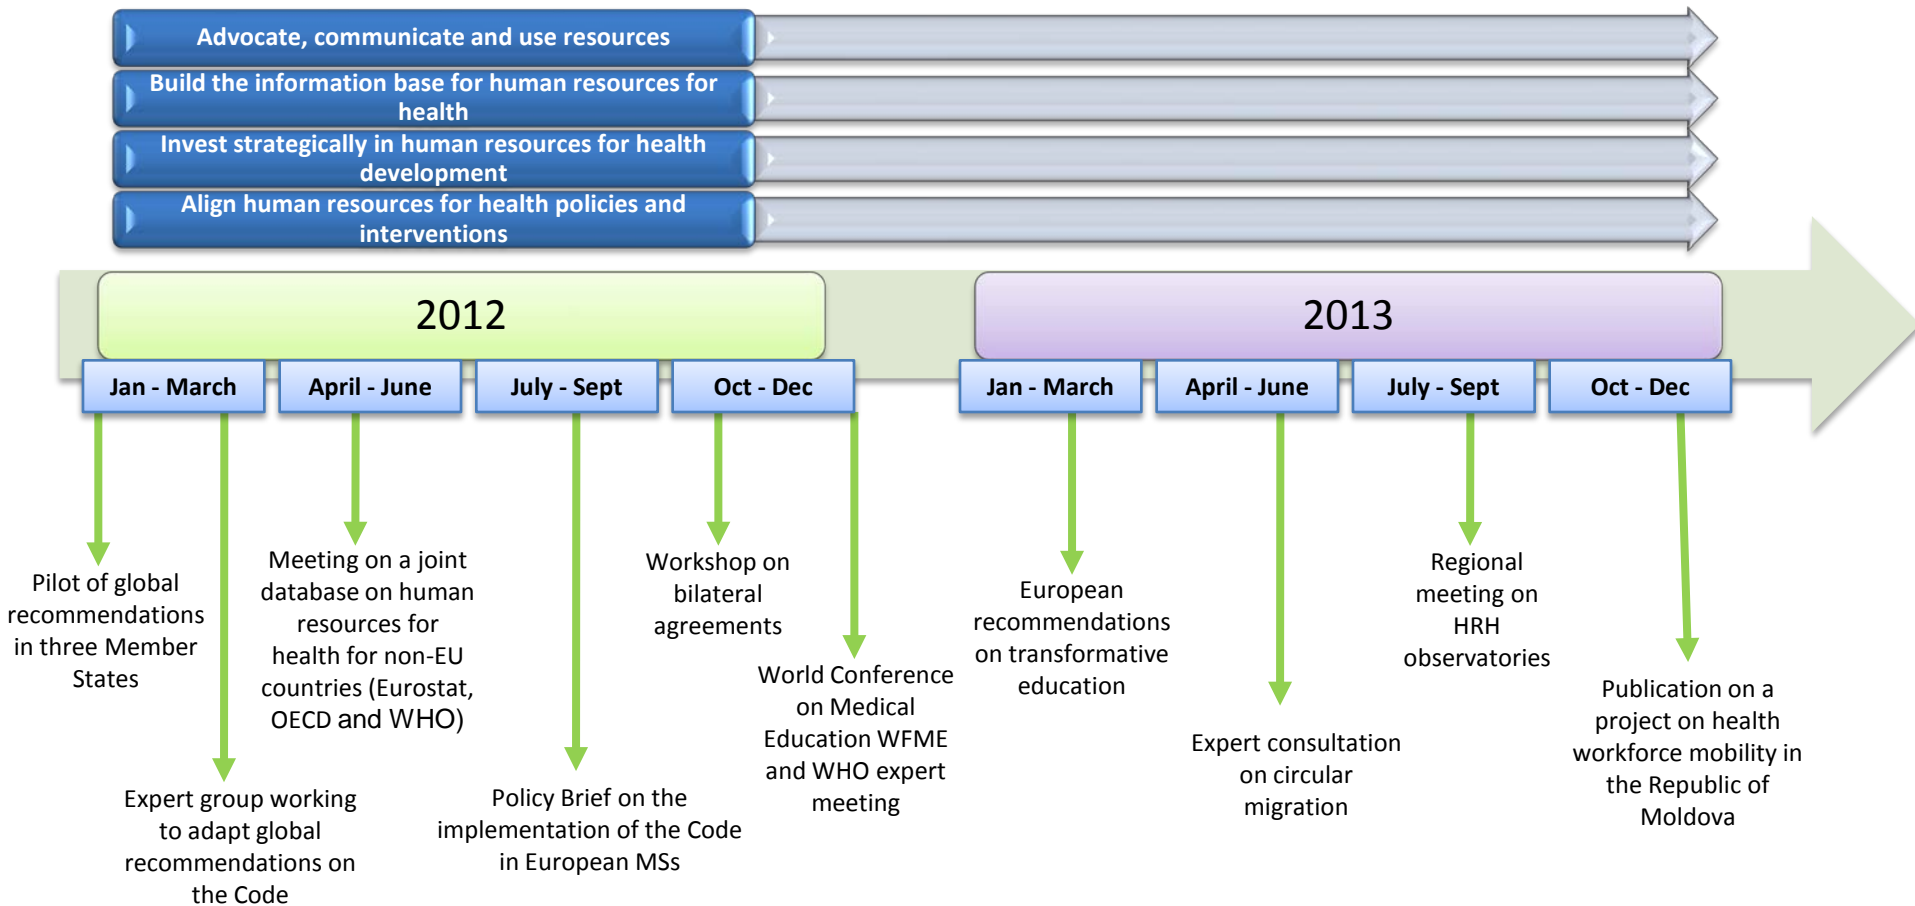 Advocate, communicate and use resources
Build the information base for human resources for
health
Invest strategically in human resources for health
development
Align human resources for health policies and
interventions
2012
2013
Jan - March
April - June
July - Sept
Oct - Dec
Jan - March
April - June
July - Sept
Oct - Dec
Pilot of global
recommendations
in three Member
States
Expert group working
to adapt global
recommendations on
the Code
Meeting on a joint
database on human
resources for
health for non-EU
countries (Eurostat,
OECD and WHO)
Policy Brief on the
implementation of the Code
in European MSs
Workshop on
bilateral
agreements
World Conference
on Medical
Education WFME
and WHO expert
meeting
European
recommendations
on transformative
education
Expert consultation
on circular
migration
Regional
meeting on
HRH
observatories
Publication on a
project on health
workforce mobility in
the Republic of
Moldova